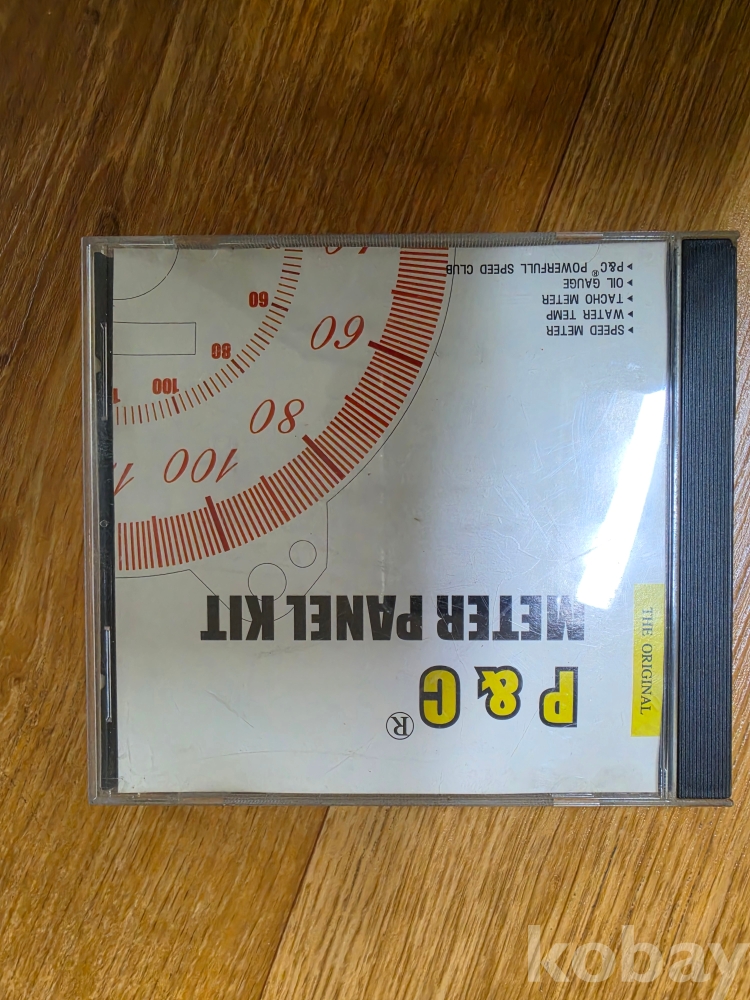 THE ORIGINAL
P & C ®
METER PANEL KIT
100
80
60
100
80
60
▶ SPEED METER
▶ WATER TEMP
▶ TACHO METER
▶ OIL GAUGE
▶ P&C® POWERFULL SPEED CLUB
kobay